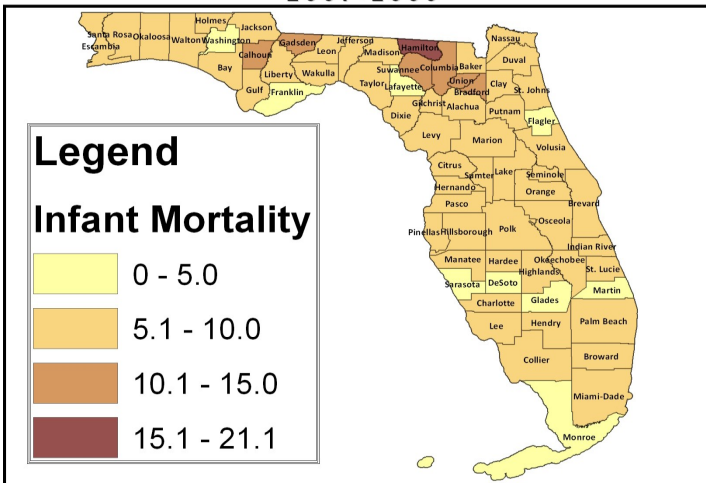 Legend
Infant Mortality
0 - 5.0
5.1 - 10.0
10.1 - 15.0
15.1 - 21.1
Holmes
Jackson
Santa Rosa
Okaloosa
Walton
Washington
Escambia
Bay
Calhoun
Gadsden
Leon
Jefferson
Madison
Hamilton
Liberty
Wakulla
Gulf
Franklin
Taylor
Suwannee
Columbia
Baker
Nassau
Duval
Lafayette
Union
Bradford
Clay
St. Johns
Dixie
Gilchrist
Alachua
Putnam
Flagler
Levy
Marion
Volusia
Citrus
Sumter
Lake
Seminole
Hernando
Orange
Pasco
Brevard
Osceola
Pinellas
Hillsborough
Polk
Indian River
Manatee
Hardee
Okeechobee
Highlands
St. Lucie
Sarasota
DeSoto
Glades
Martin
Charlotte
Lee
Hendry
Palm Beach
Collier
Broward
Miami-Dade
Monroe